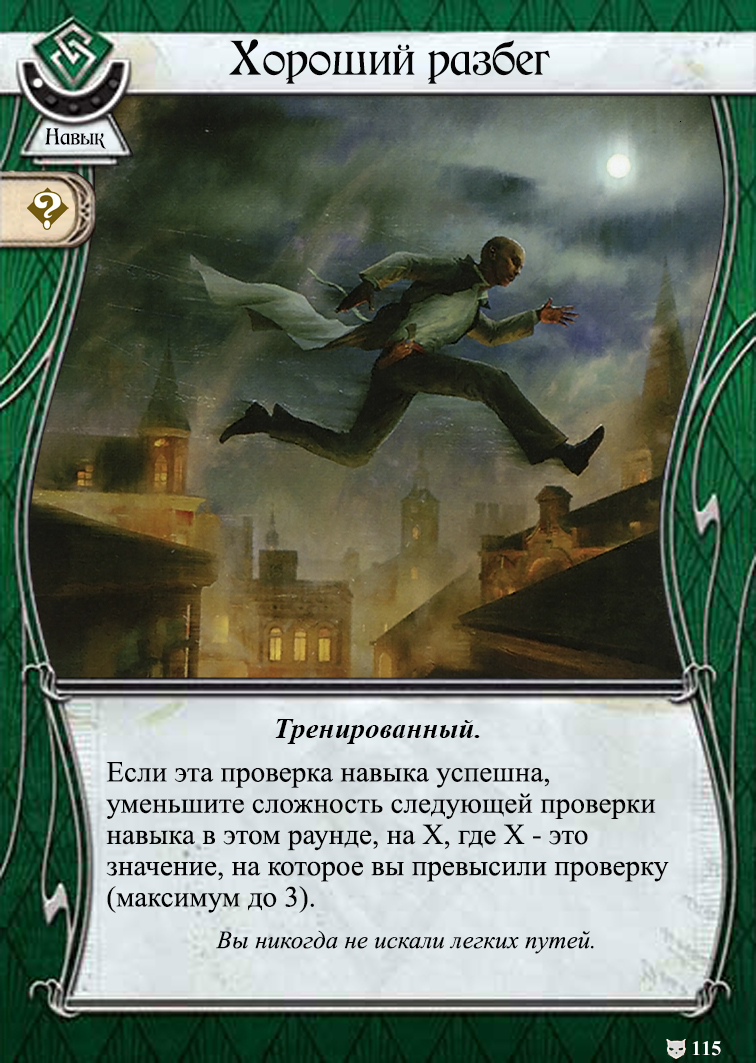 Хороший разбег
Навык
?
Тренированный.
Если эта проверка навыка успешна,
уменьшите сложность следующей проверки
навыка в этом раунде, на X, где X - это
значение, на которое вы превысили проверку
(максимум до 3).
Вы никогда не искали легких путей.
115